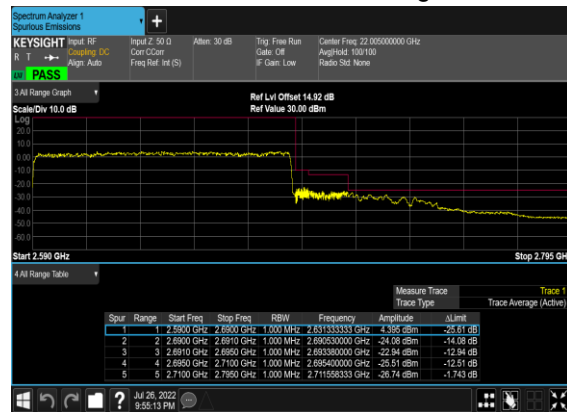 Spectrum Analyzer 1
Spurious Emissions
+
KEYSIGHT Input: RF Input Z: 50 Ω Atten: 30 dB Trig: Free Run Center Freq: 22.005000000 GHz
R T Coupling: DC Corr CCorr Gate: Off Avg|Hold: 100/100
Align: Auto Freq Ref: Int (S) IF Gain: Low Radio Std: None
PASS
3 All Range Graph Ref Lvl Offset 14.92 dB
Scale/Div 10.0 dB Ref Value 30.00 dBm
Log
20.0
10.0
0.00
-10.0
-20.0
-30.0
-40.0
-50.0
-60.0
Start 2.590 GHz Stop 2.795 GH
4 All Range Table
Measure Trace Trace 1
Trace Type Trace Average (Active)
Spur Range Start Freq Stop Freq RBW Frequency Amplitude ΔLimit
1 1 2.5900 GHz 2.6900 GHz 1.000 MHz 2.631333333 GHz 4.395 dBm -25.61 dB
2 2 2.6900 GHz 2.6910 GHz 1.000 MHz 2.690530000 GHz -24.08 dBm -14.08 dB
3 3 2.6910 GHz 2.6950 GHz 1.000 MHz 2.693380000 GHz -22.94 dBm -12.94 dB
4 4 2.6950 GHz 2.7100 GHz 1.000 MHz 2.695400000 GHz -25.51 dBm -12.51 dB
5 5 2.7100 GHz 2.7950 GHz 1.000 MHz 2.711558333 GHz -26.74 dBm -1.743 dB
? Jul 26, 2022
9:55:13 PM